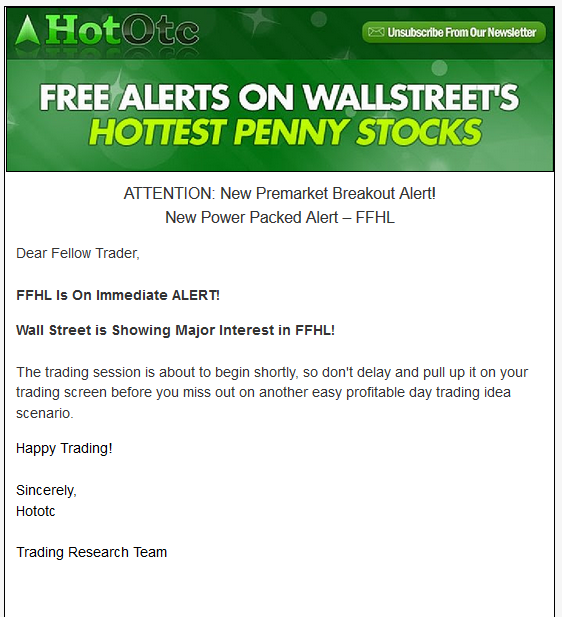 HotOtc
Unsubscribe From Our Newsletter
FREE ALERTS ON WALLSTREET'S
HOTTEST PENNY STOCKS
ATTENTION: New Premarket Breakout Alert!
New Power Packed Alert – FFHL
Dear Fellow Trader,
FFHL Is On Immediate ALERT!
Wall Street is Showing Major Interest in FFHL!
The trading session is about to begin shortly, so don't delay and pull up it on your
trading screen before you miss out on another easy profitable day trading idea
scenario.
Happy Trading!
Sincerely,
Hototc
Trading Research Team